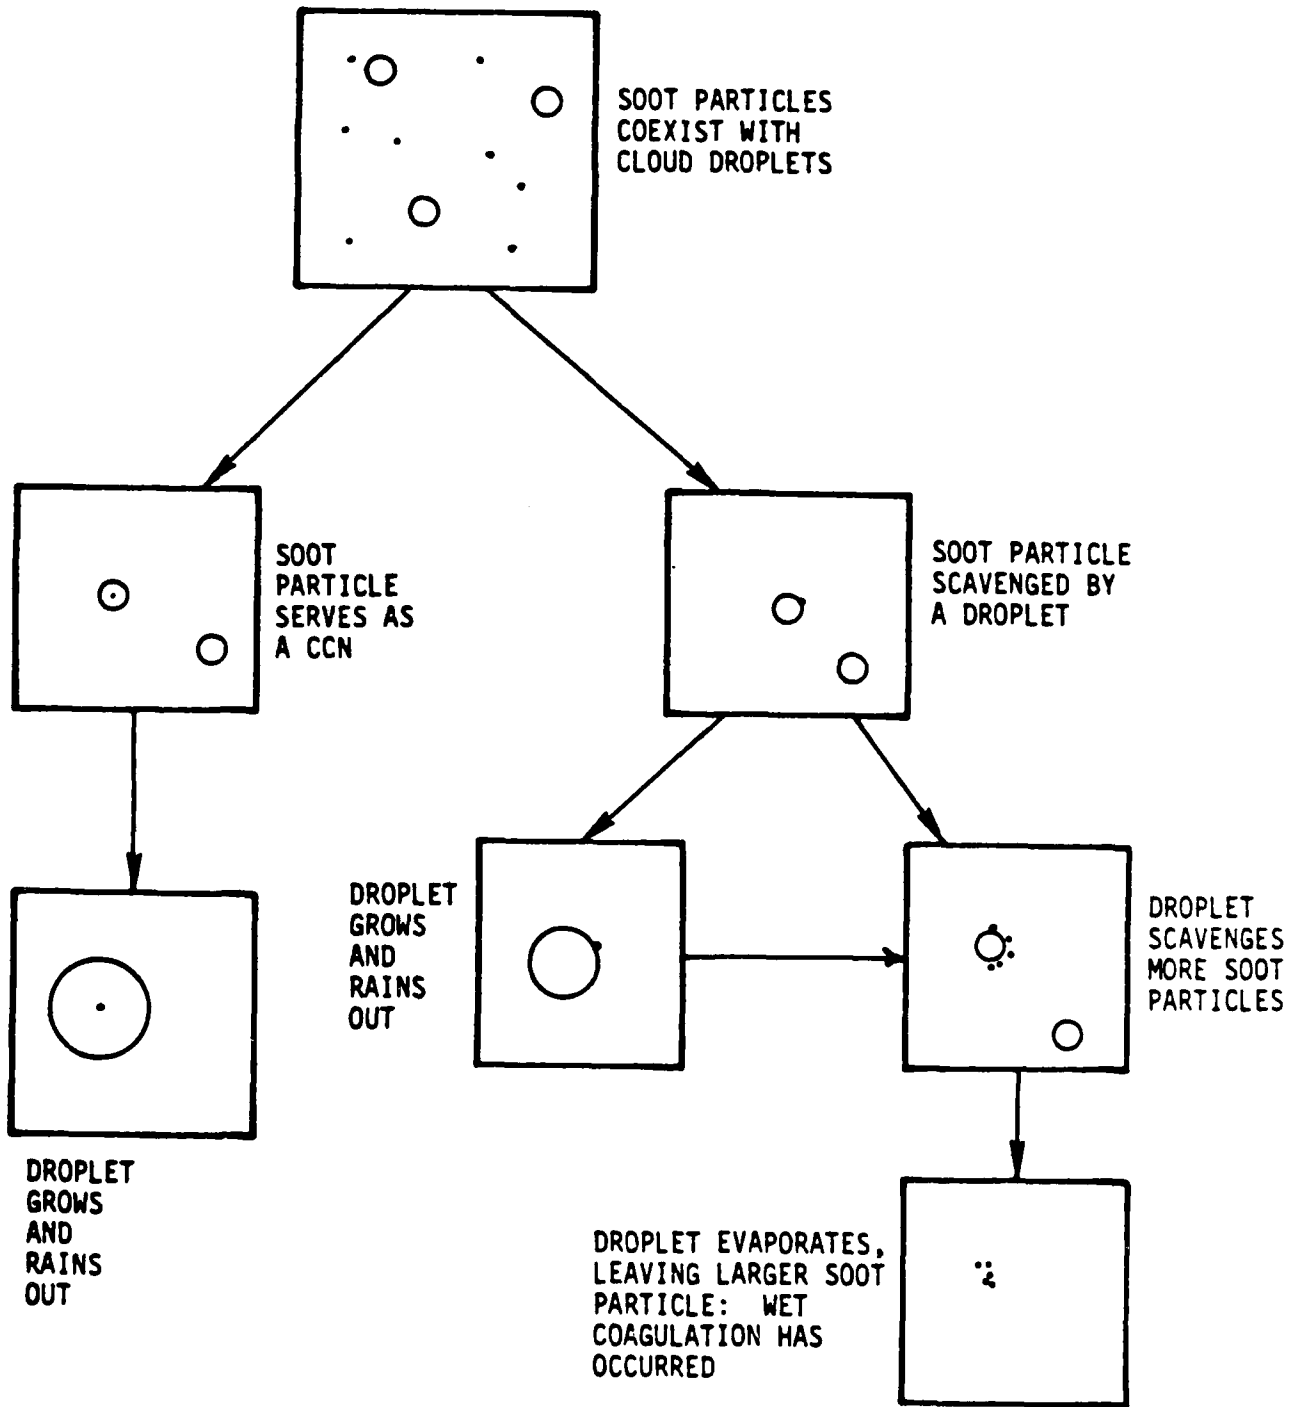 SOOT PARTICLES
COEXIST WITH
CLOUD DROPLETS
SOOT
PARTICLE
SERVES AS
A CCN
SOOT PARTICLE
SCAVENGED BY
A DROPLET
DROPLET
GROWS
AND
RAINS
OUT
DROPLET
SCAVENGES
MORE SOOT
PARTICLES
DROPLET
GROWS
AND
RAINS
OUT
DROPLET EVAPORATES,
LEAVING LARGER SOOT
PARTICLE: WET
COAGULATION HAS
OCCURRED